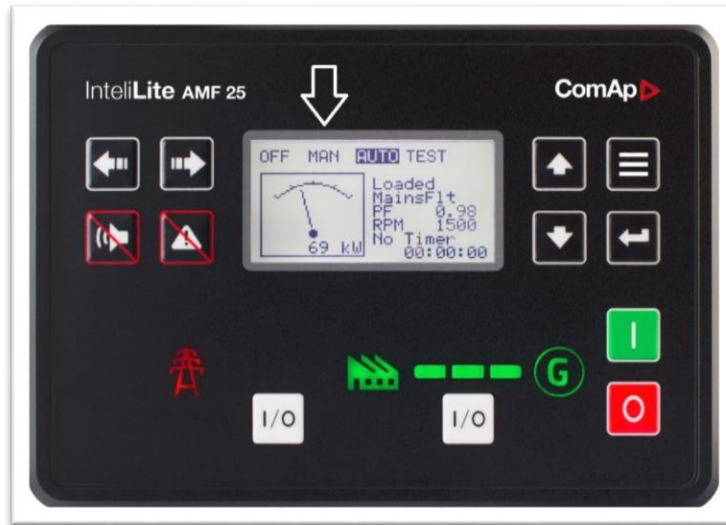 InteliLite AMF 25
ComAp
OFF MAN AUTO TEST
Loaded
MainsFlt
PF 0.98
RPM 1500
No Timer
00:00:00
69 kW
G
I
I/O
I/O
O